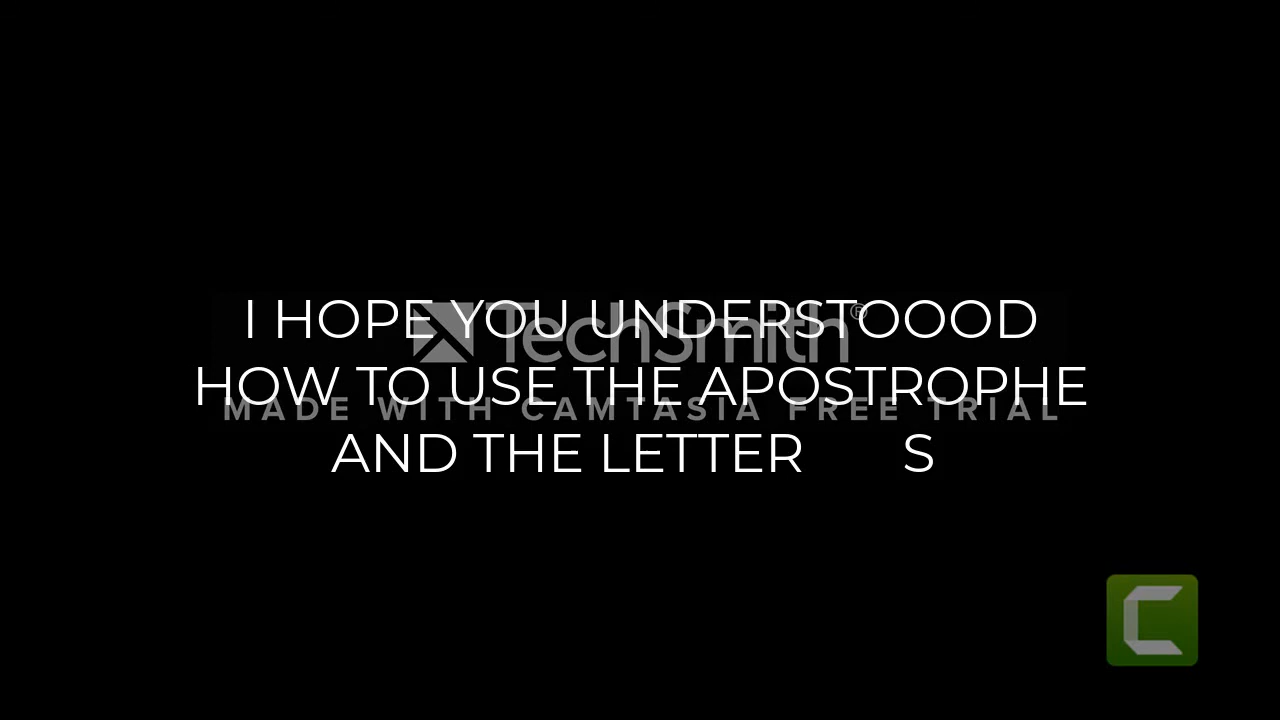 I HOPE YOU UNDERSTOOOD
TechSmith®
HOW TO USE THE APOSTROPHE
MADE WITH CAMTASIA FREE TRIAL
AND THE LETTER S
C